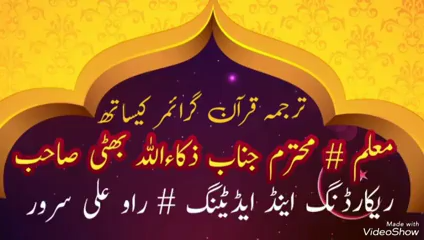 ترجمہ قرآن گرائمر کیساتھ
معلم # محترم جناب ذکاءاللہ بھٹی صاحب
ریکارڈنگ اینڈ ایڈیٹنگ # راو علی سرور
Made with
VideoShow